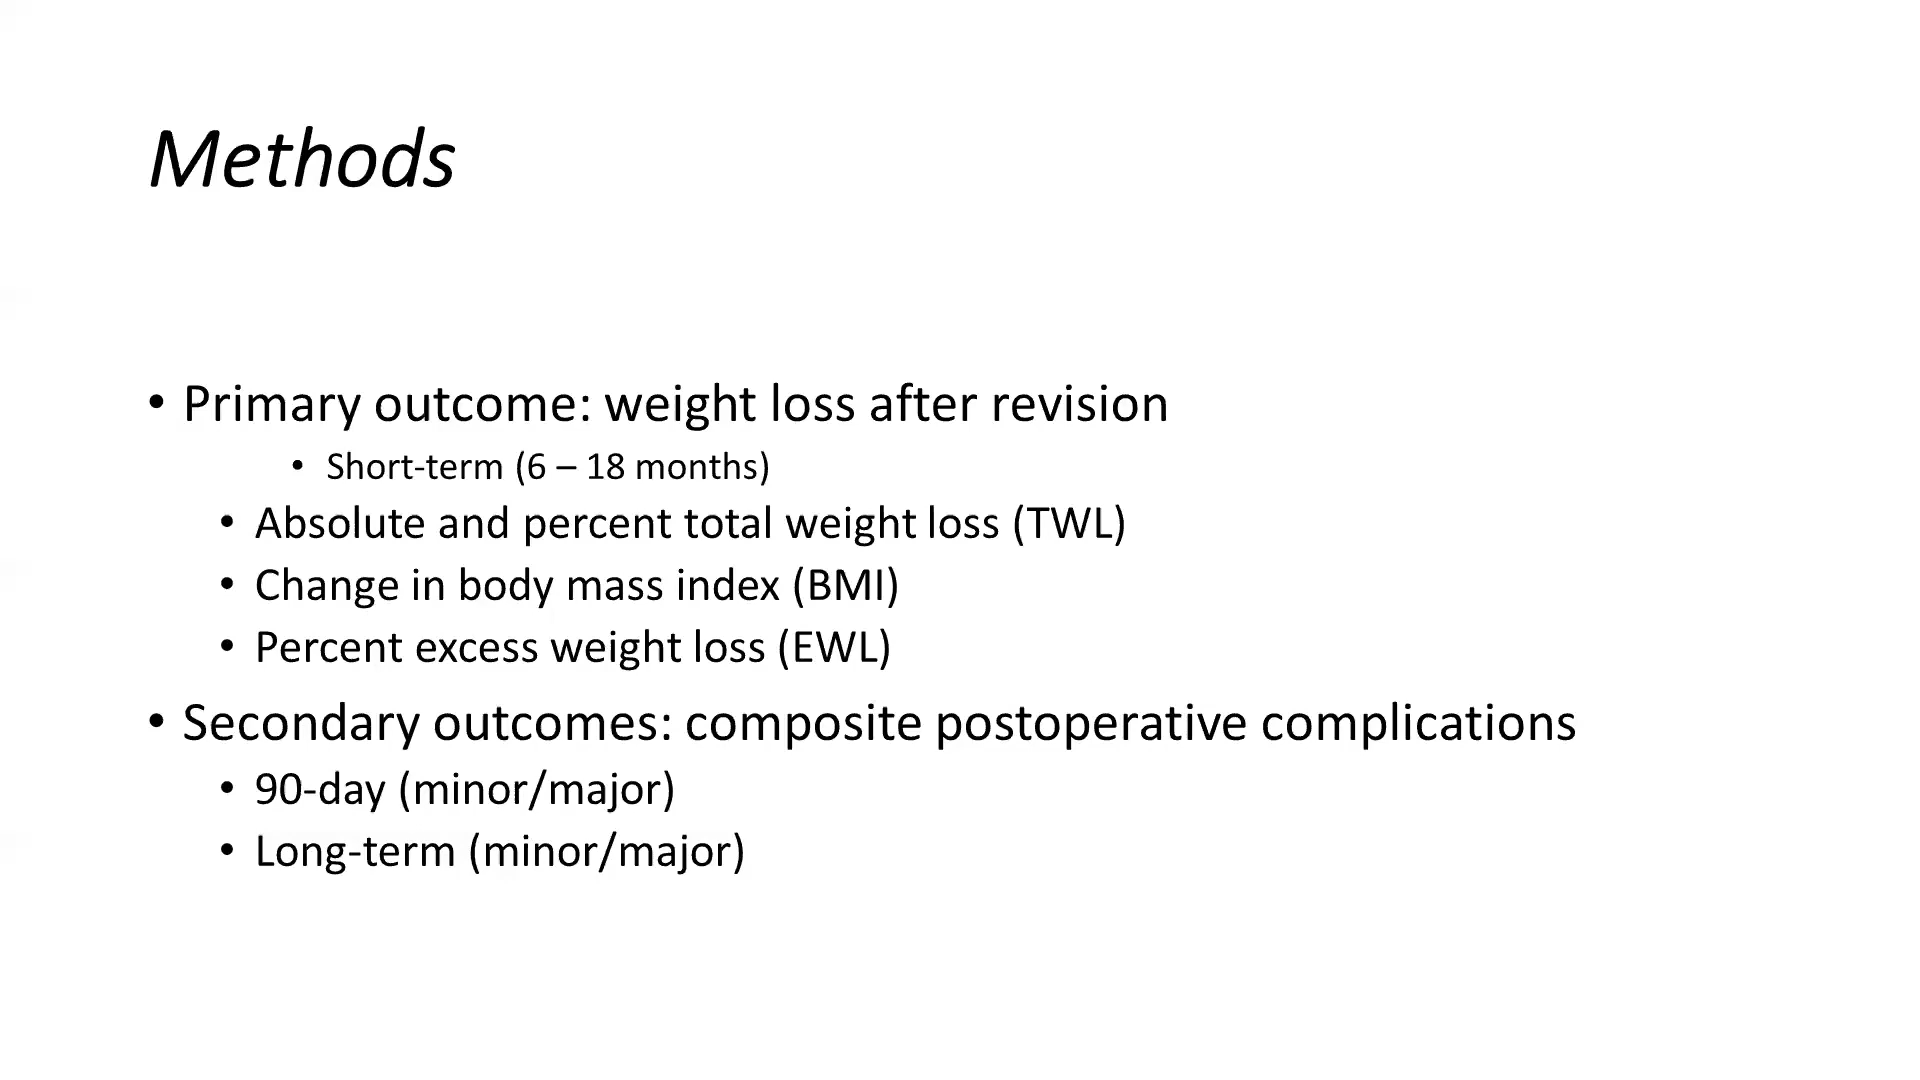 Methods
• Primary outcome: weight loss after revision
• Short-term (6 – 18 months)
• Absolute and percent total weight loss (TWL)
• Change in body mass index (BMI)
• Percent excess weight loss (EWL)
• Secondary outcomes: composite postoperative complications
• 90-day (minor/major)
• Long-term (minor/major)